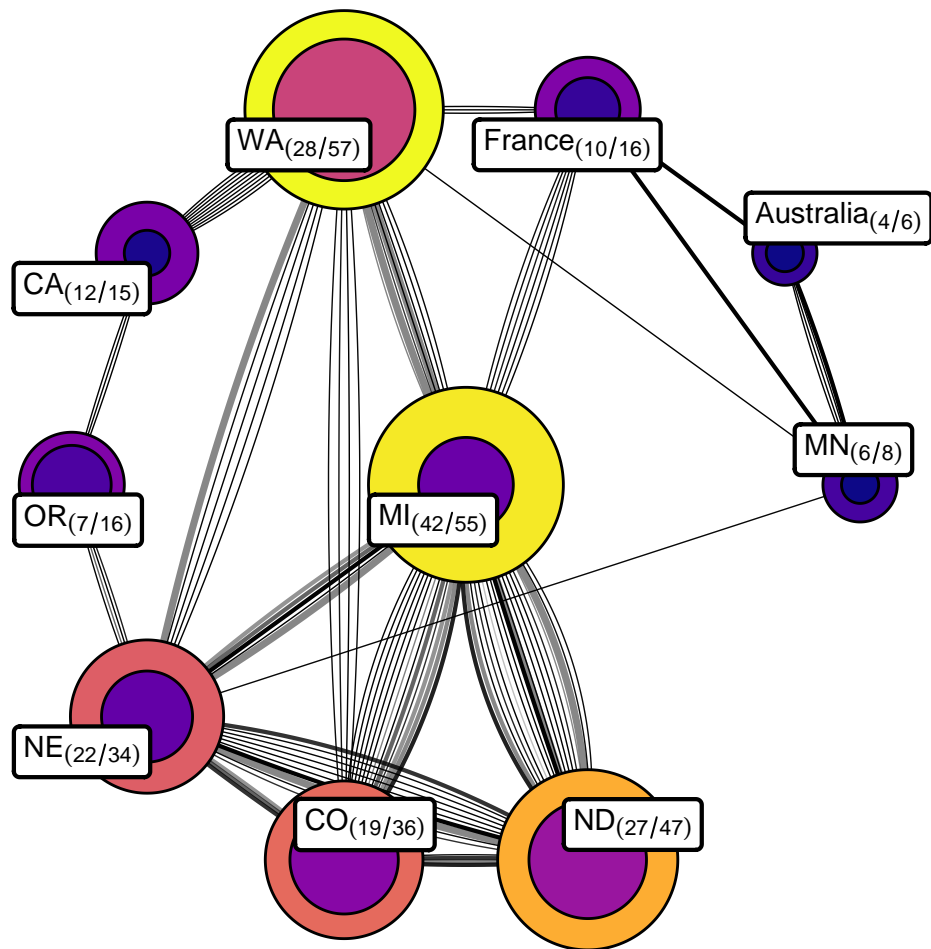 WA(28/57)
France(10/16)
Australia(4/6)
CA(12/15)
MN(6/8)
OR(7/16)
MI(42/55)
NE(22/34)
CO(19/36)
ND(27/47)